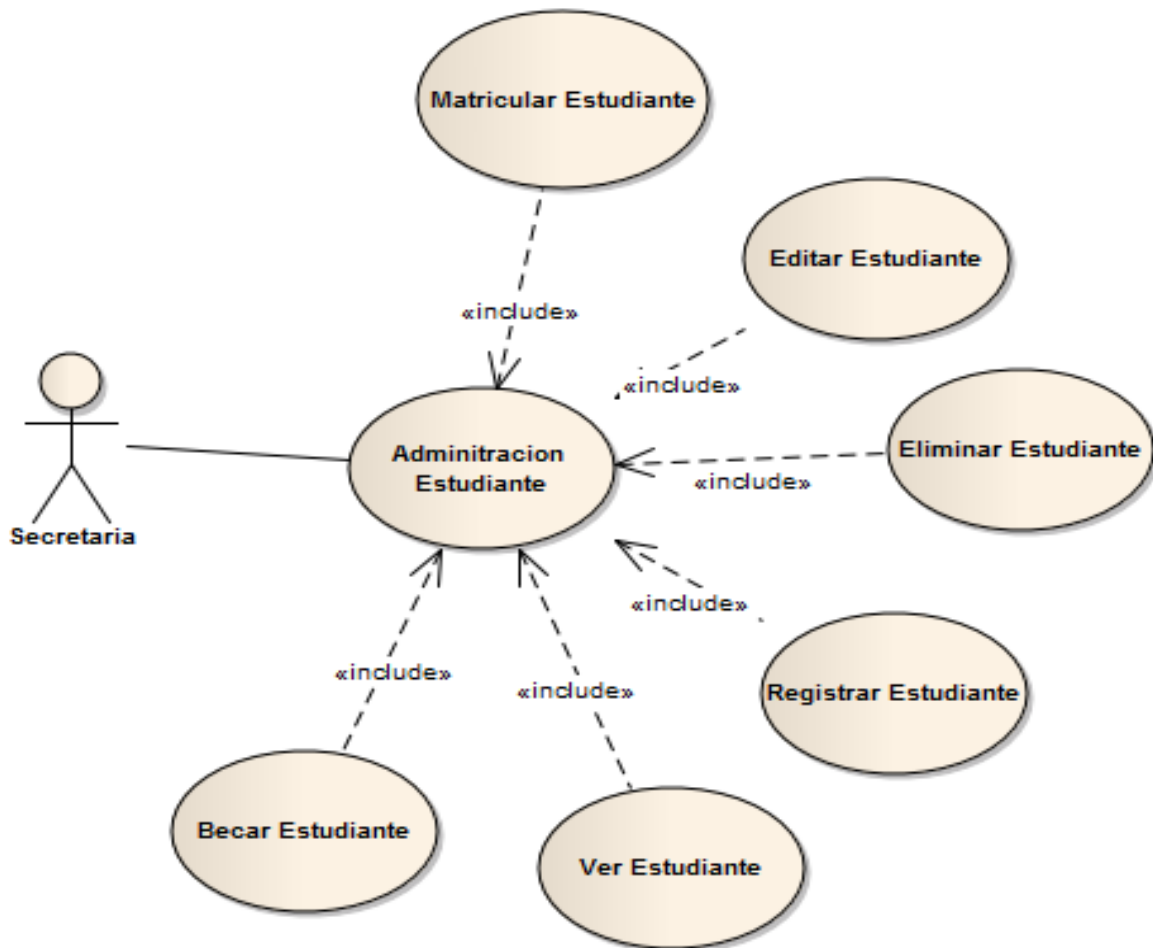 Matricular Estudiante
Editar Estudiante
«include»
«include»
Eliminar Estudiante
Adminitracion
Estudiante
«include»
Secretaria
«include»
«include»
«include»
Registrar Estudiante
Becar Estudiante
Ver Estudiante